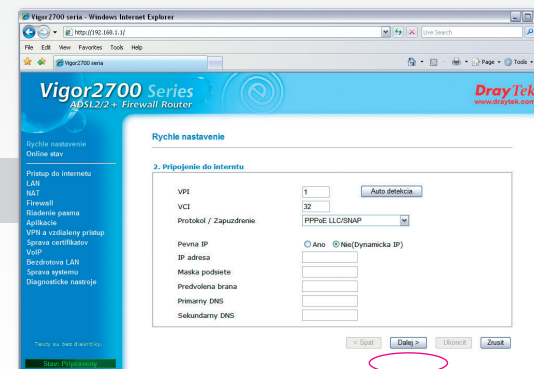 Vigor2700 seria - Windows Internet Explorer
http://192.168.1.1/
Live Search
File Edit View Favorites Tools Help
Vigor2700 seria
Page Tools
Vigor2700 Series
ADSL2/2+ Firewall Router
DrayTek
www.draytek.com
Rychle nastavenie
Online stav
Pristup do internetu
LAN
NAT
Firewall
Riadenie pasma
Aplikacie
VPN a vzdialeny pristup
Sprava certifikatov
VoIP
Bezdrotova LAN
Sprava systemu
Diagnosticke nastroje
Texty su bez diakritiky.
Stav: Pripraveny
Rychle nastavenie
2. Pripojenie do interntu
VPI 1 Auto detekcia
VCI 32
Protokol / Zapuzdrenie PPPoE LLC/SNAP
Pevna IP Ano Nie(Dynamicka IP)
IP adresa
Maska podsiete
Predvolena brana
Primarny DNS
Sekundarny DNS
< Spat Dalej > Ukoncit Zrusit